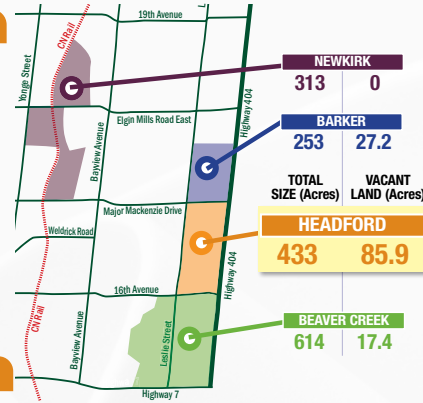 19th Avenue
L
CN Rail
Yonge Street
NEWKIRK
313 0
Highway 404
Elgin Mills Road East
BARKER
253 27.2
Bayview Avenue
TOTAL
SIZE (Acres)
VACANT
LAND (Acres)
Major Mackenzie Drive
HEADFORD
433 85.9
Weldrick Road
Highway 404
16th Avenue
CN Rail
Bayview Avenue
Leslie Street
BEAVER CREEK
614 17.4
Highway 7